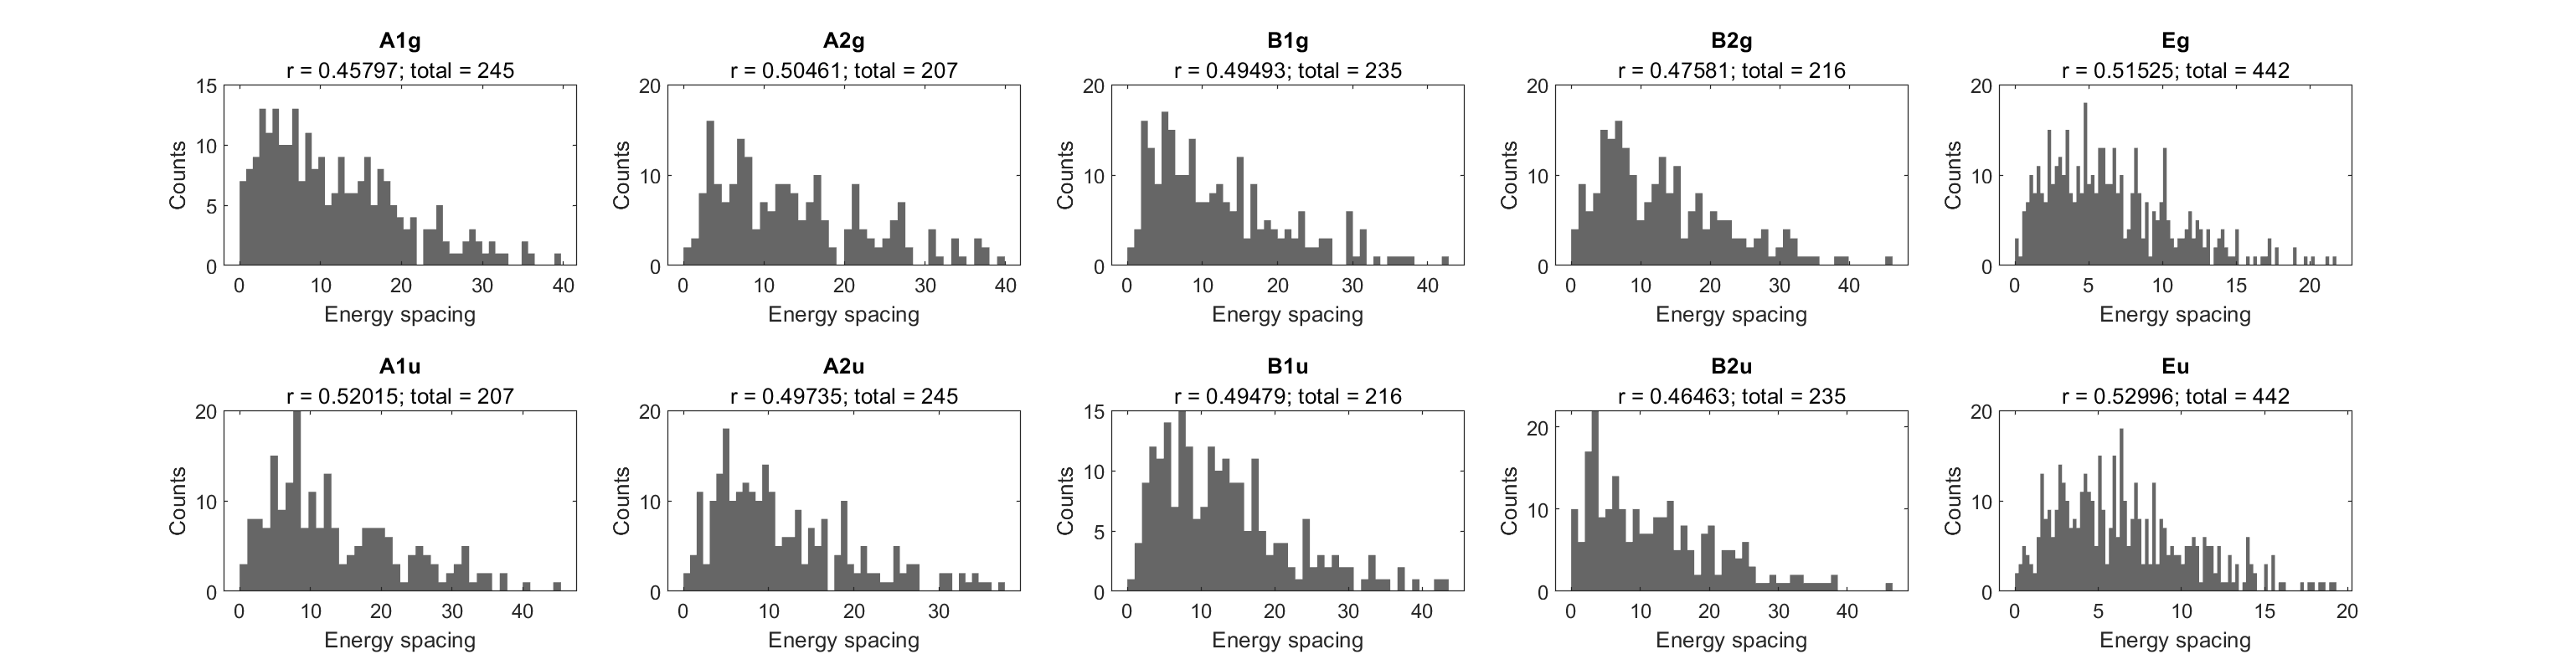 A1g
r = 0.45797; total = 245
15
10
5
0
Counts
0 10 20 30 40
Energy spacing
A2g
r = 0.50461; total = 207
20
10
0
Counts
0 10 20 30 40
Energy spacing
B1g
r = 0.49493; total = 235
20
10
0
Counts
0 10 20 30 40
Energy spacing
B2g
r = 0.47581; total = 216
20
10
0
Counts
0 10 20 30 40
Energy spacing
Eg
r = 0.51525; total = 442
20
10
0
Counts
0 5 10 15 20
Energy spacing
A1u
r = 0.52015; total = 207
20
10
0
Counts
0 10 20 30 40
Energy spacing
A2u
r = 0.49735; total = 245
20
10
0
Counts
0 10 20 30
Energy spacing
B1u
r = 0.49479; total = 216
15
10
5
0
Counts
0 10 20 30 40
Energy spacing
B2u
r = 0.46463; total = 235
20
10
0
Counts
0 10 20 30 40
Energy spacing
Eu
r = 0.52996; total = 442
20
10
0
Counts
0 5 10 15 20
Energy spacing